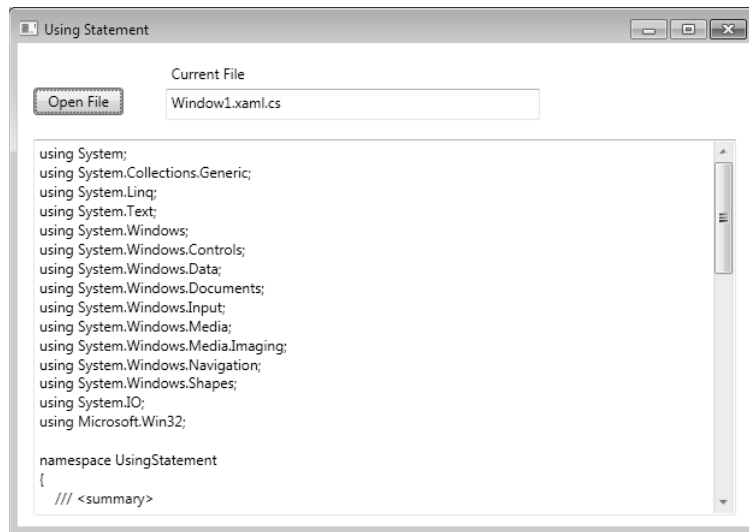 Using Statement
Current File
Open File
Window1.xaml.cs
using System;
using System.Collections.Generic;
using System.Linq;
using System.Text;
using System.Windows;
using System.Windows.Controls;
using System.Windows.Data;
using System.Windows.Documents;
using System.Windows.Input;
using System.Windows.Media;
using System.Windows.Media.Imaging;
using System.Windows.Navigation;
using System.Windows.Shapes;
using System.IO;
using Microsoft.Win32;

namespace UsingStatement
{
    /// <summary>